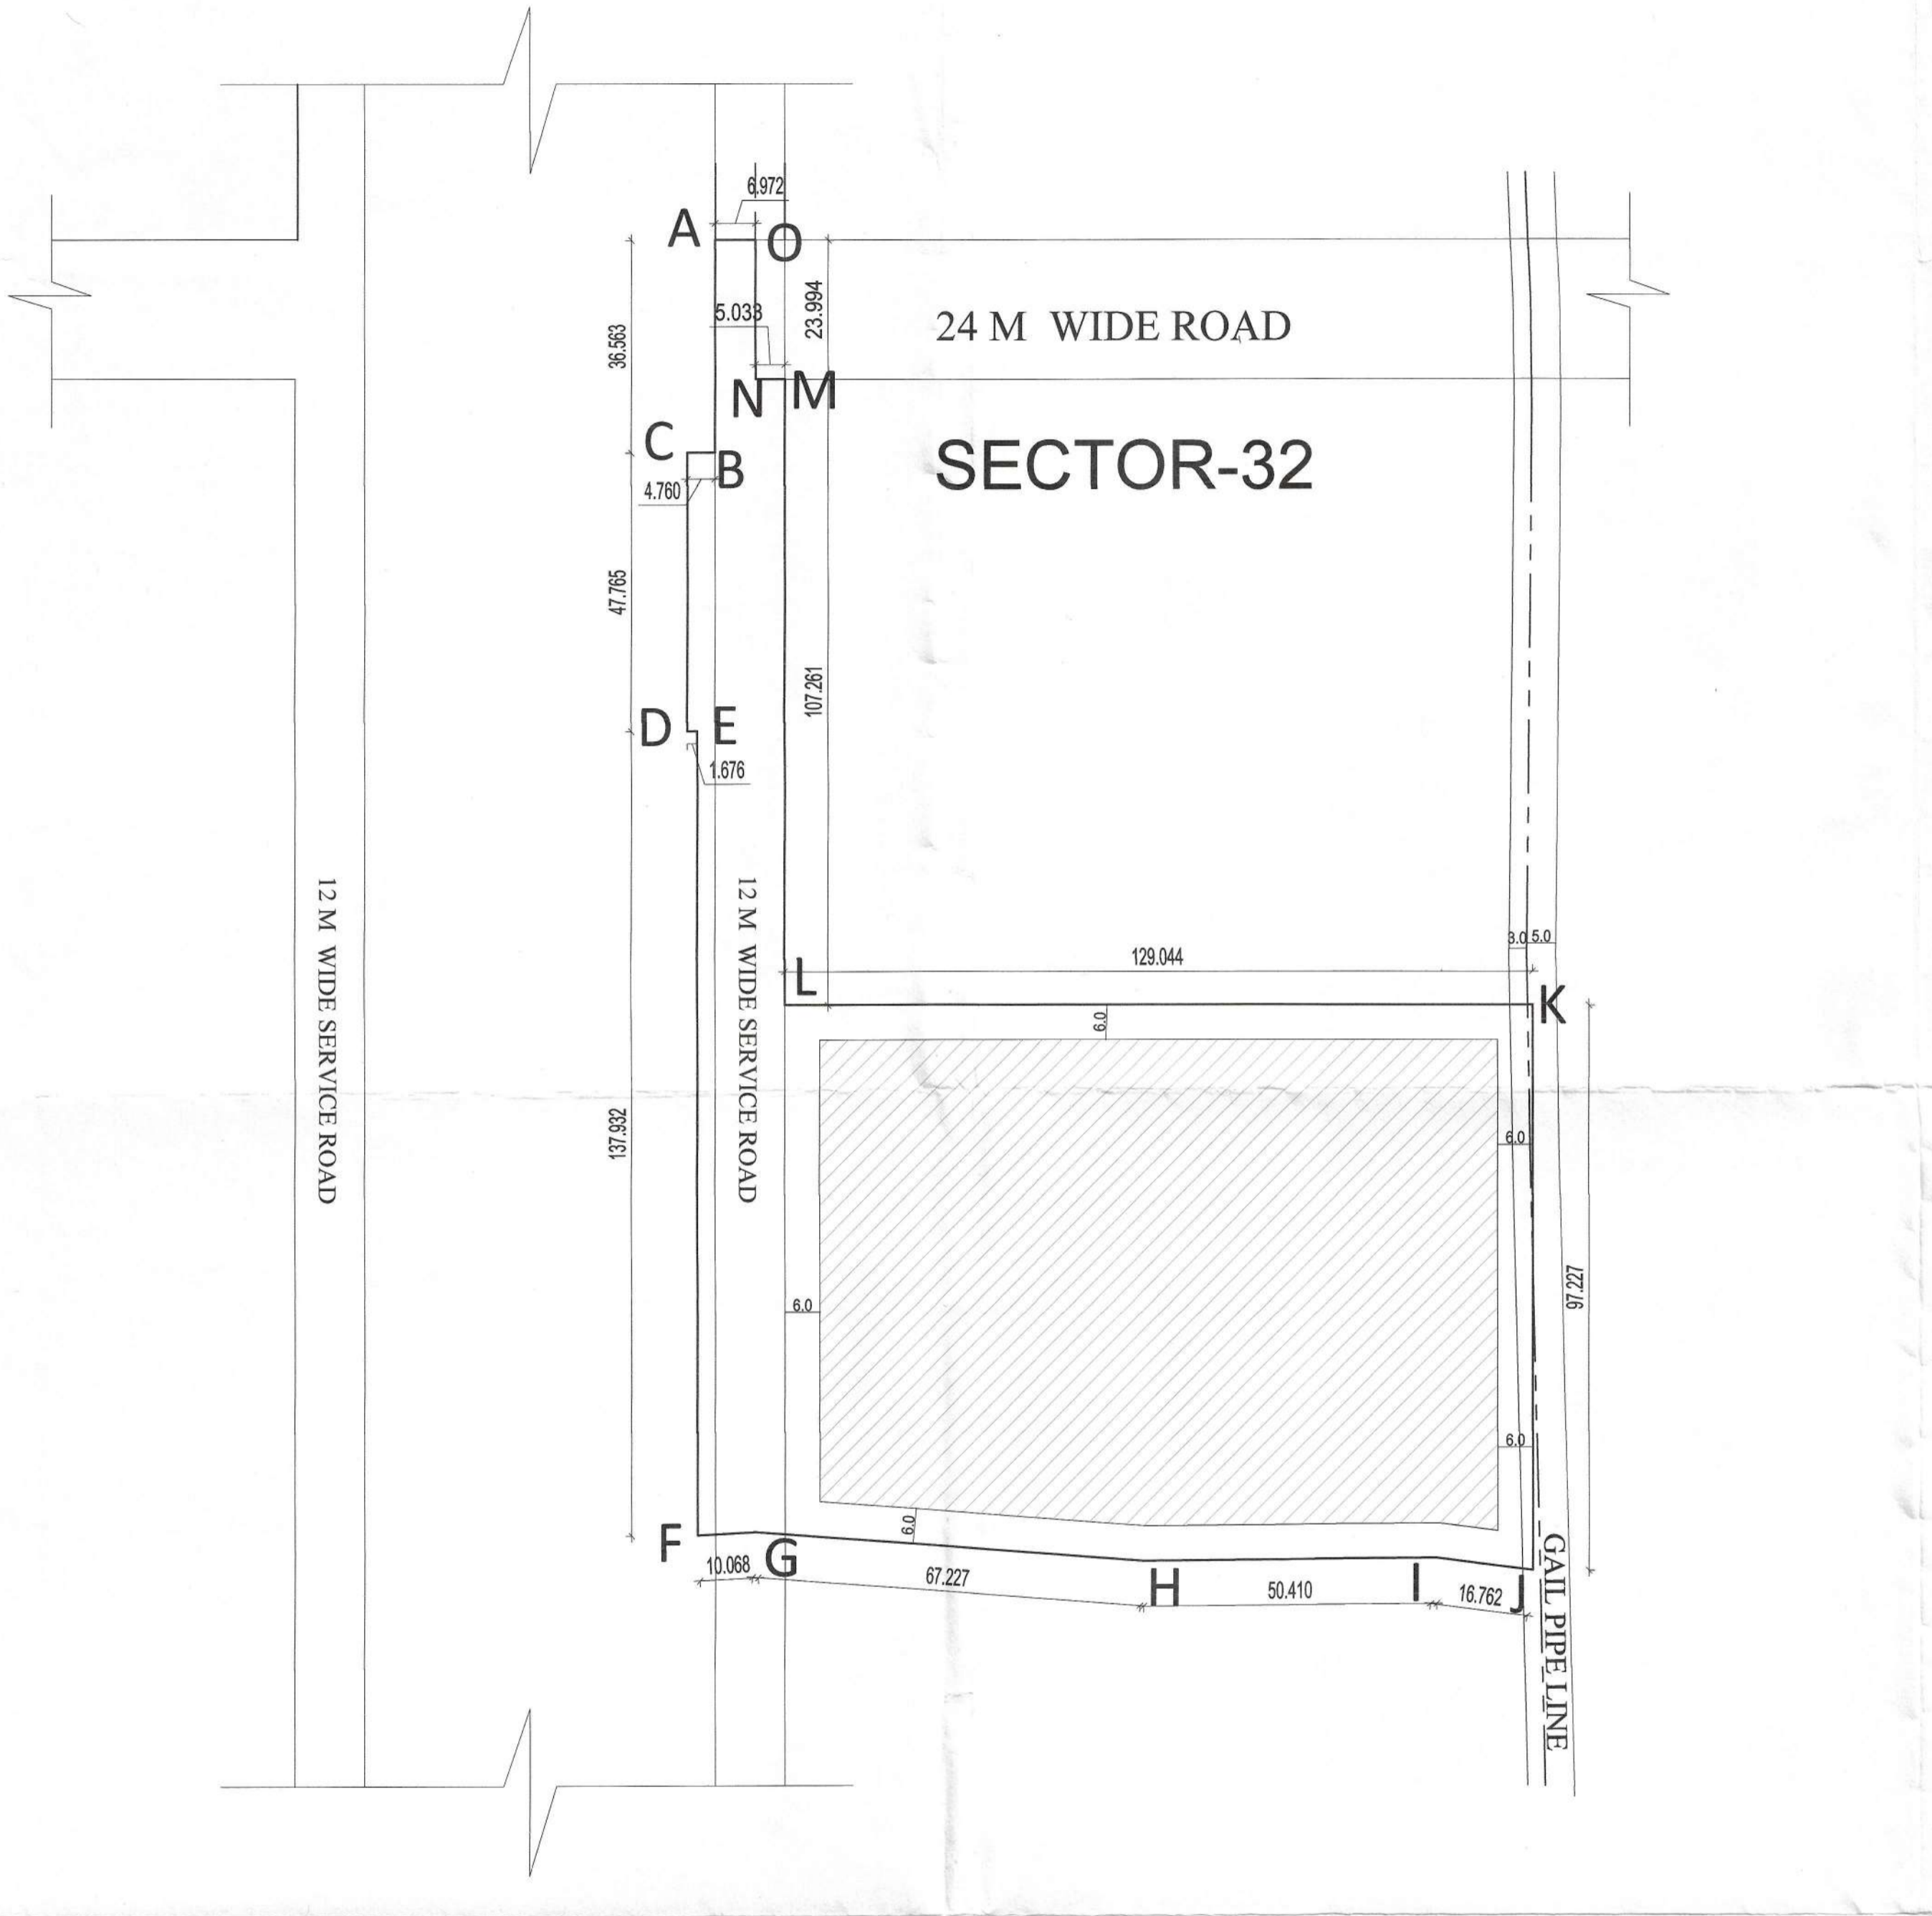 6.972
A
O
5.033
23.994
36.563
24 M WIDE ROAD
N
M
C
B
SECTOR-32
4.760
47.765
107.261
D
E
1.676
12 M WIDE SERVICE ROAD
12 M WIDE SERVICE ROAD
3.0
5.0
129.044
L
K
6.0
137.932
6.0
97.227
6.0
6.0
6.0
F
10.068
G
67.227
H
50.410
I
16.762
J
GAIL PIPE LINE